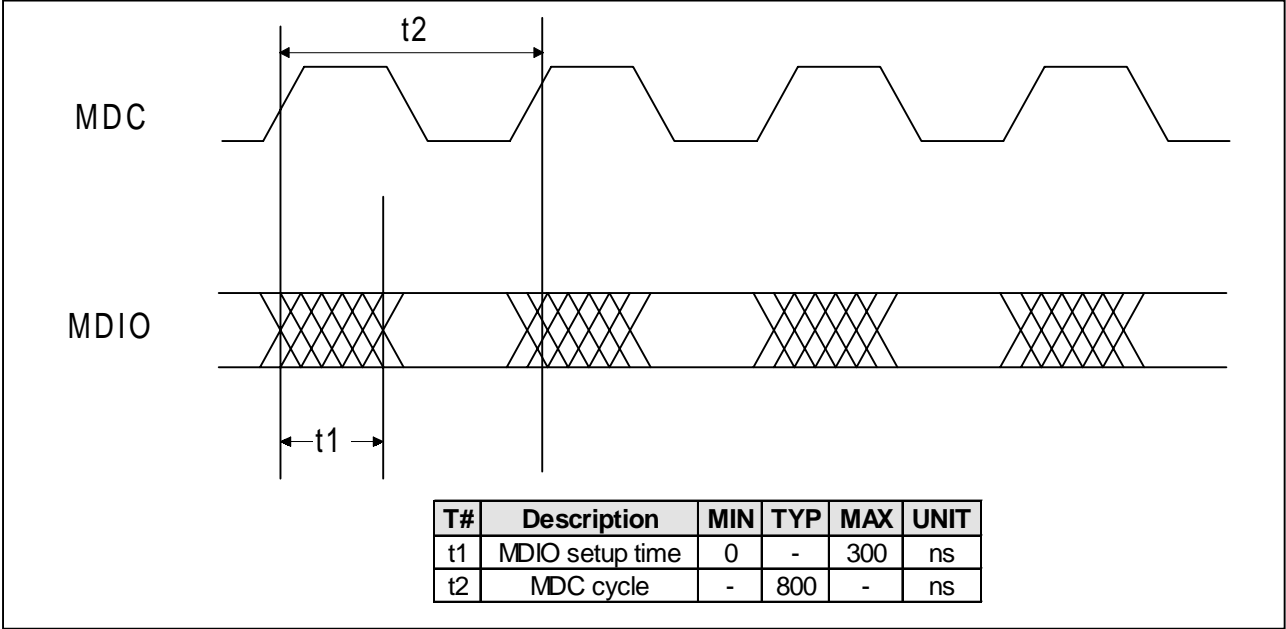 t2
MDC
MDIO
t1
T# Description MIN TYP MAX UNIT
t1 MDIO setup time 0 - 300 ns
t2 MDC cycle - 800 - ns